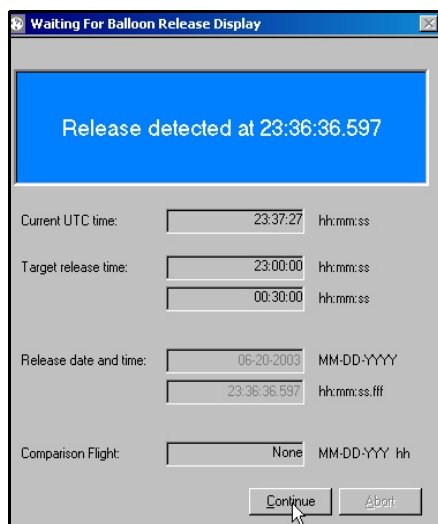 Waiting For Balloon Release Display
Release detected at 23:36:36.597
Current UTC time: 23:37:27 hh:mm:ss
Target release time: 23:00:00 hh:mm:ss
00:30:00 hh:mm:ss
Release date and time: 06-20-2003 MM-DD-YYYY
23:36:36.597 hh:mm:ss.fff
Comparison Flight: None MM-DD-YYY hh
Continue Abort